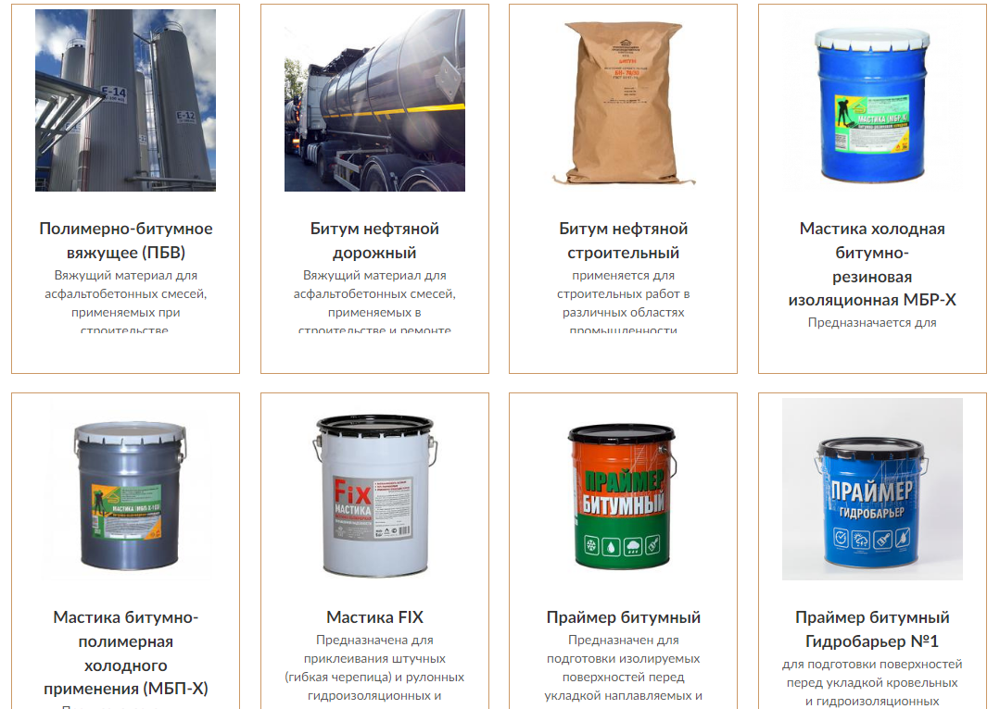 Е-14
Е-12
Полимерно-битумное
вяжущее (ПБВ)
Вяжущий материал для
асфальтобетонных смесей,
применяемых при
строительстве
Битум нефтяной
дорожный
Вяжущий материал для
асфальтобетонных смесей,
применяемых в
строительстве и ремонте
БИТУМ
БН-70/30
Битум нефтяной
строительный
применяется для
строительных работ в
различных областях
промышленности
МАСТИКА (МБР-Х)
Мастика холодная
битумно-
резиновая
изоляционная МБР-Х
Предназначается для
Мастика битумно-
полимерная
холодного
применения (МБП-Х)
Fix
МАСТИКА
Мастика FIX
Предназначена для
приклеивания штучных
(гибкая черепица) и рулонных
гидроизоляционных и
ПРАЙМЕР
БИТУМНЫЙ
Праймер битумный
Предназначен для
подготовки изолируемых
поверхностей перед
укладкой наплавляемых и
ПРАЙМЕР
ГИДРОБАРЬЕР
Праймер битумный
Гидробарьер №1
для подготовки поверхностей
перед укладкой кровельных
и гидроизоляционных